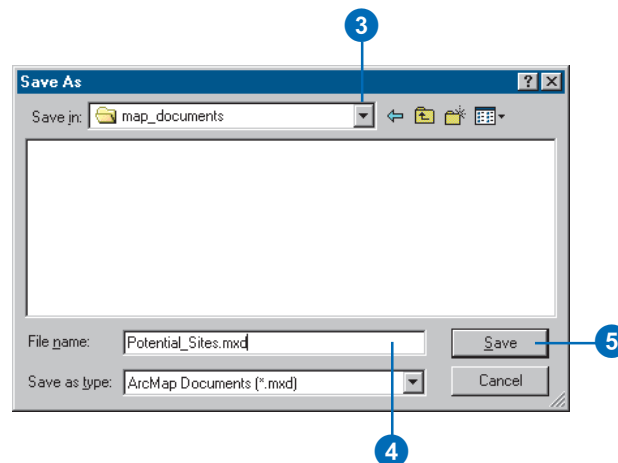 3
Save As
Save in: map_documents
File name: Potential_Sites.mxd Save 5
Save as type: ArcMap Documents (*.mxd) Cancel
4